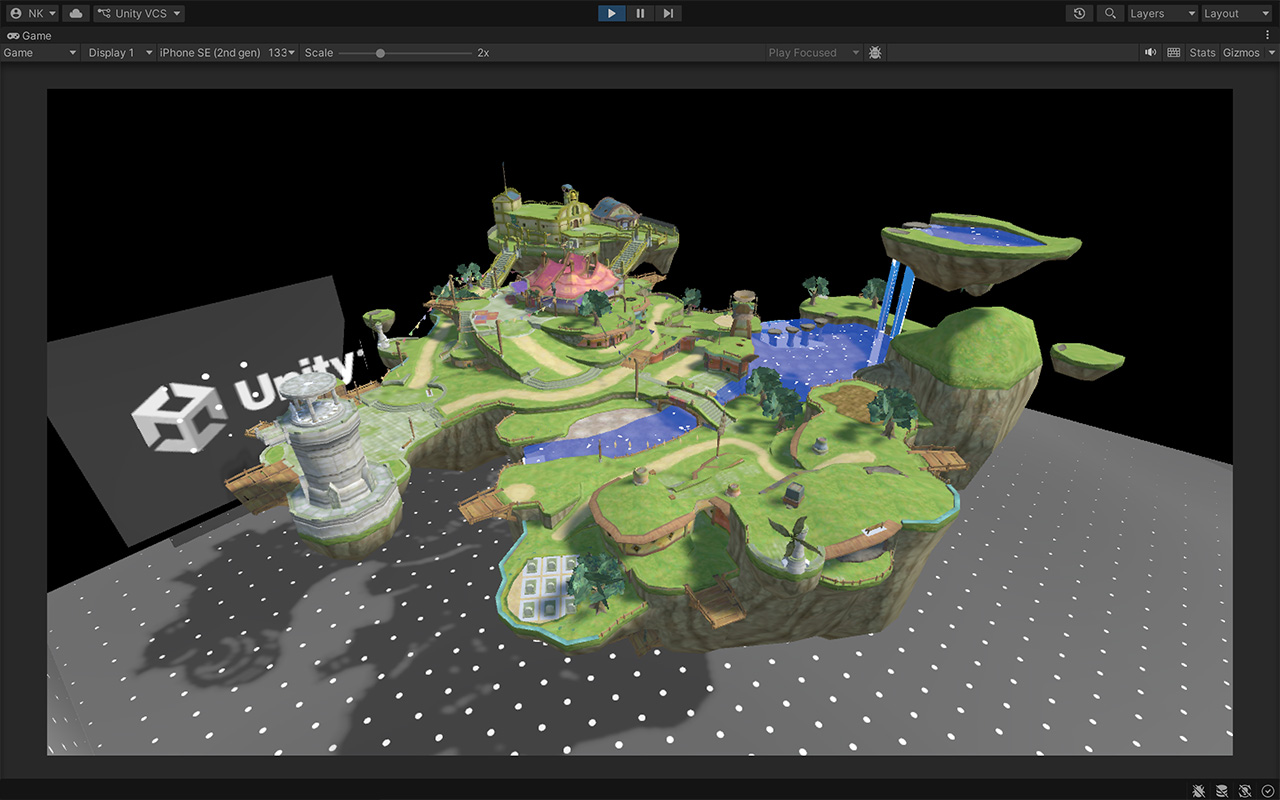 NK Unity VCS Layers Layout
Game
Game Display 1 iPhone SE (2nd gen) 133 Scale 2x Play Focused Stats Gizmos
Unity